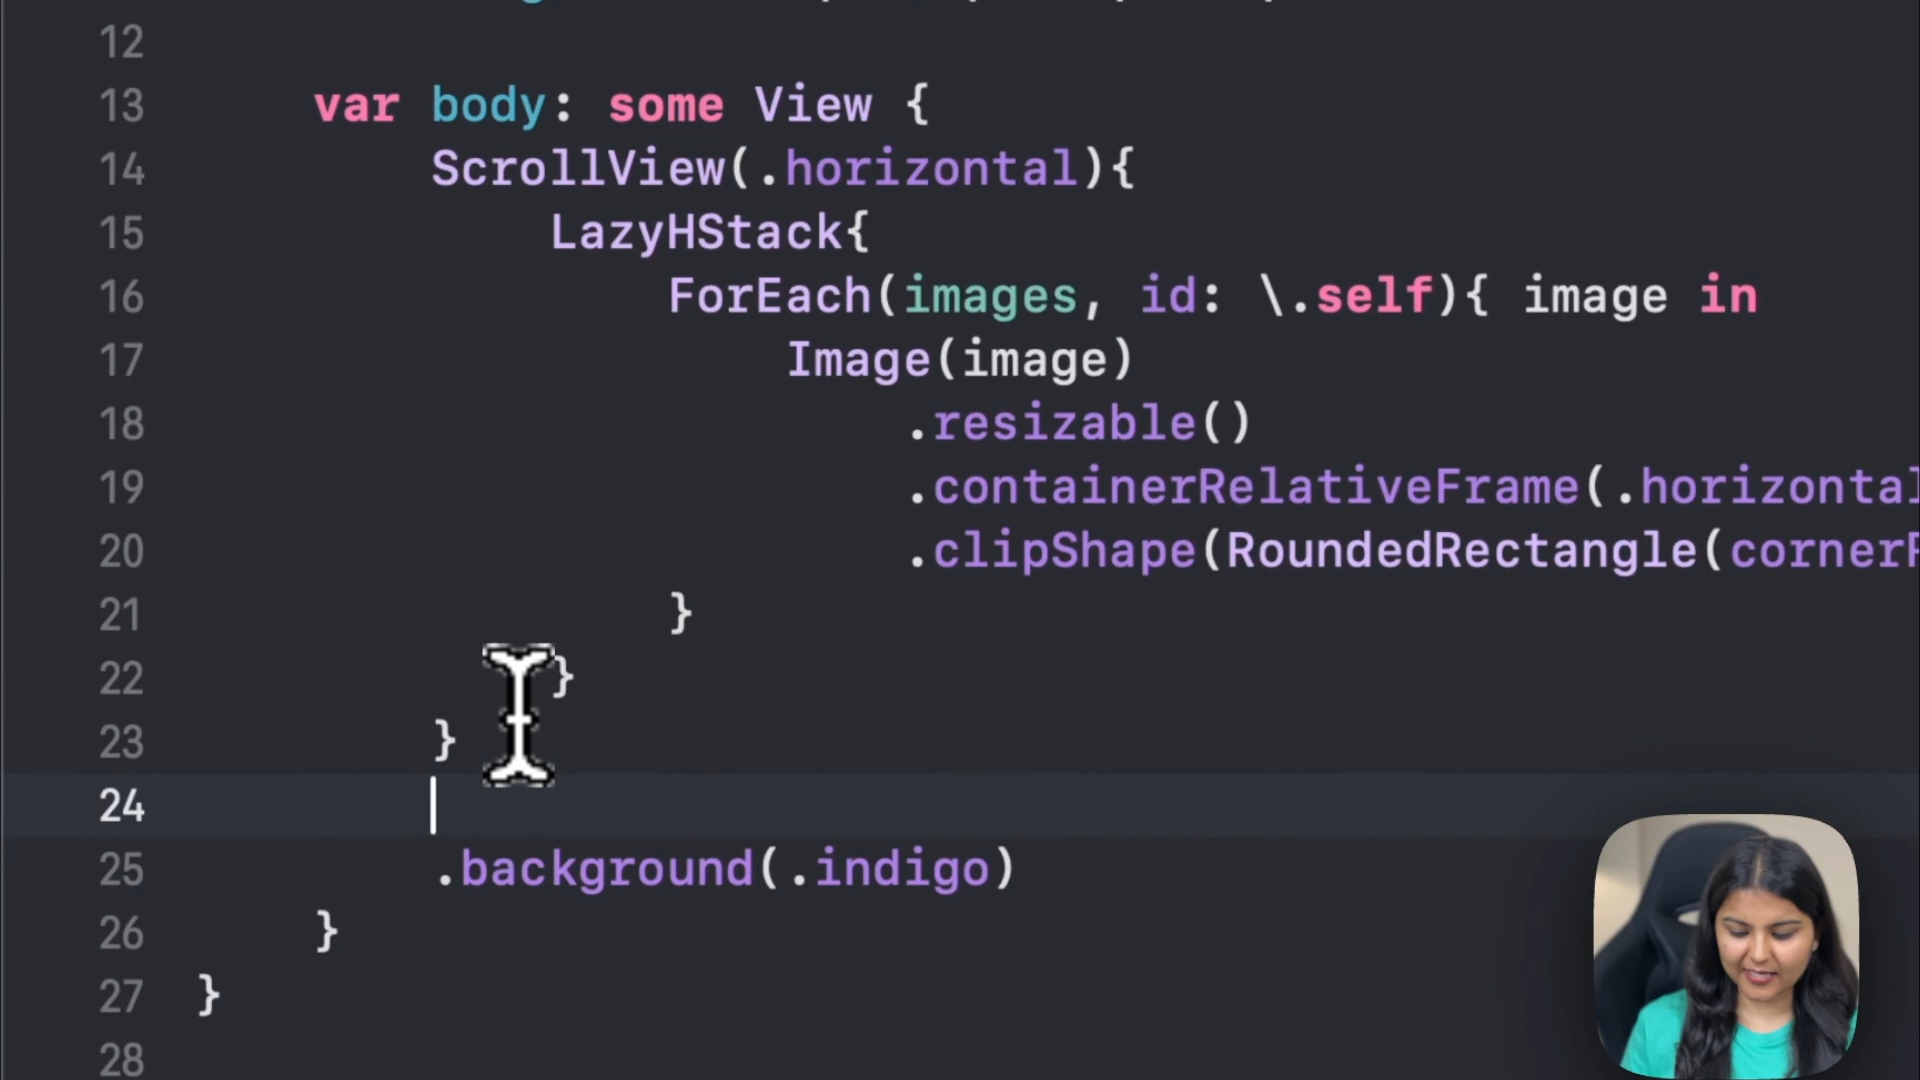 12
13 var body: some View {
14 ScrollView(.horizontal){
15 LazyHStack{
16 ForEach(images, id: \.self){ image in
17 Image(image)
18 .resizable()
19 .containerRelativeFrame(.horizontal
20 .clipShape(RoundedRectangle(corner
21 }
22 }
23 }
24
25 .background(.indigo)
26 }
27 }
28